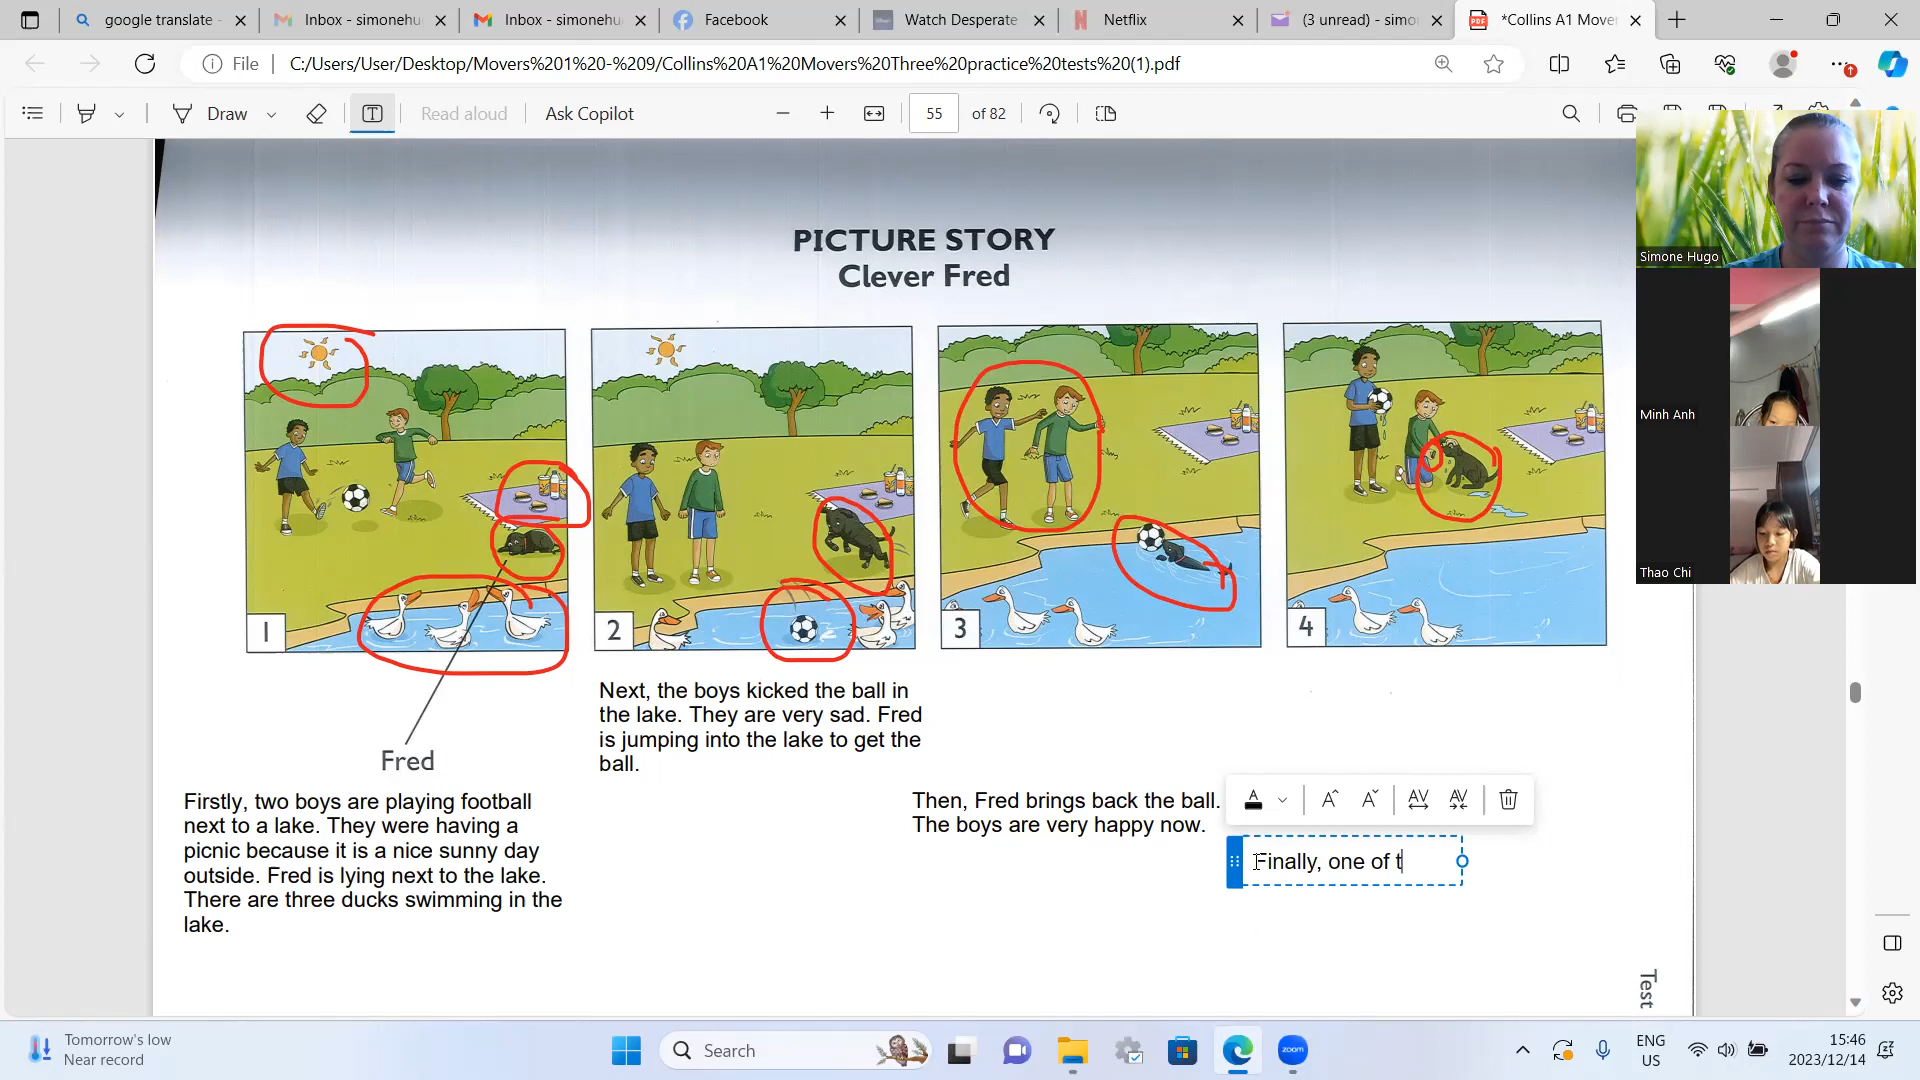 google translate -
Inbox - simonehu
Inbox - simonehu
Facebook
Watch Desperate
Netflix
(3 unread) - simo
*Collins A1 Mover
File
C:/Users/User/Desktop/Movers%201%20-%209/Collins%20A1%20Movers%20Three%20practice%20tests%20(1).pdf
Draw
Read aloud
Ask Copilot
55
of 82
PICTURE STORY
Clever Fred
1
2
3
4
Fred
Firstly, two boys are playing football
next to a lake. They were having a
picnic because it is a nice sunny day
outside. Fred is lying next to the lake.
There are three ducks swimming in the
lake.
Next, the boys kicked the ball in
the lake. They are very sad. Fred
is jumping into the lake to get the
ball.
Then, Fred brings back the ball.
The boys are very happy now.
Finally, one of t
Test
Simone Hugo
Minh Anh
Thao Chi
Tomorrow's low
Near record
Search
zoom
ENG
US
15:46
2023/12/14